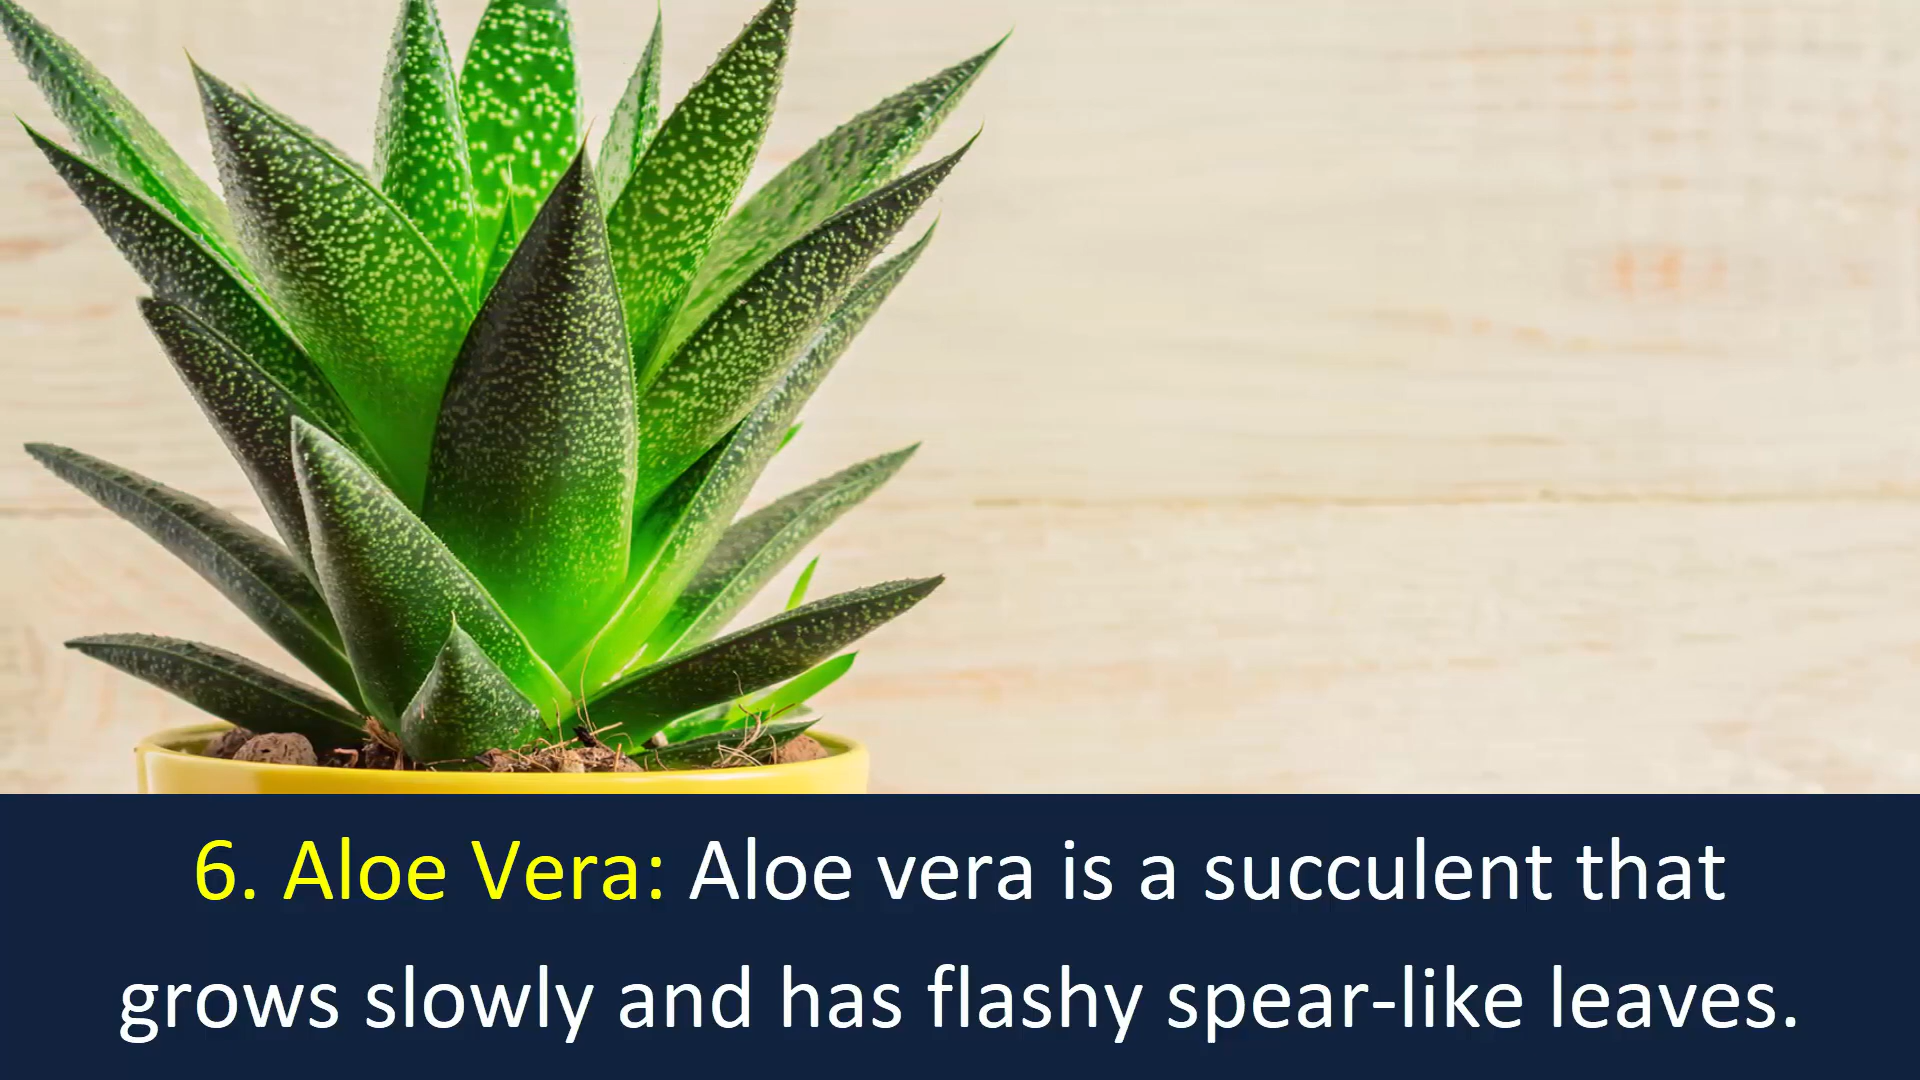 6. Aloe Vera: Aloe vera is a succulent that
grows slowly and has flashy spear-like leaves.